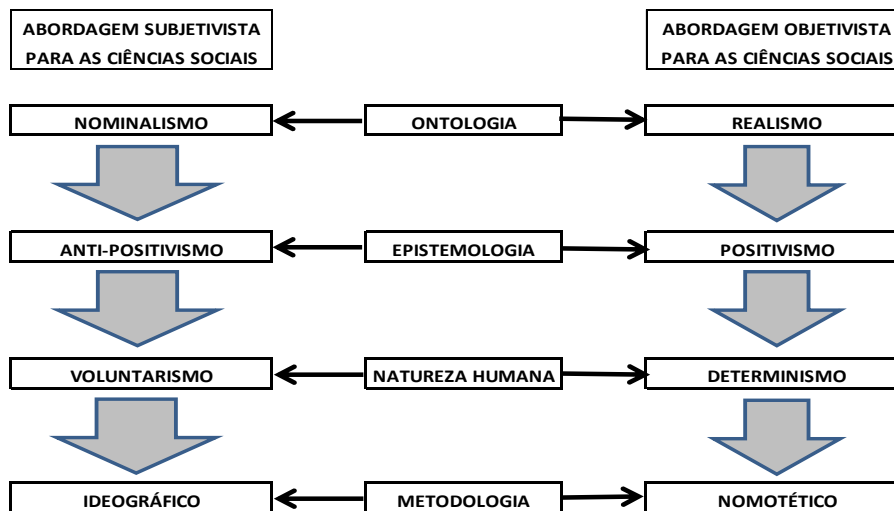 ABORDAGEM SUBJETIVISTA
PARA AS CIÊNCIAS SOCIAIS
ABORDAGEM OBJETIVISTA
PARA AS CIÊNCIAS SOCIAIS
NOMINALISMO
ONTOLOGIA
REALISMO
ANTI-POSITIVISMO
EPISTEMOLOGIA
POSITIVISMO
VOLUNTARISMO
NATUREZA HUMANA
DETERMINISMO
IDEOGRÁFICO
METODOLOGIA
NOMOTÉTICO